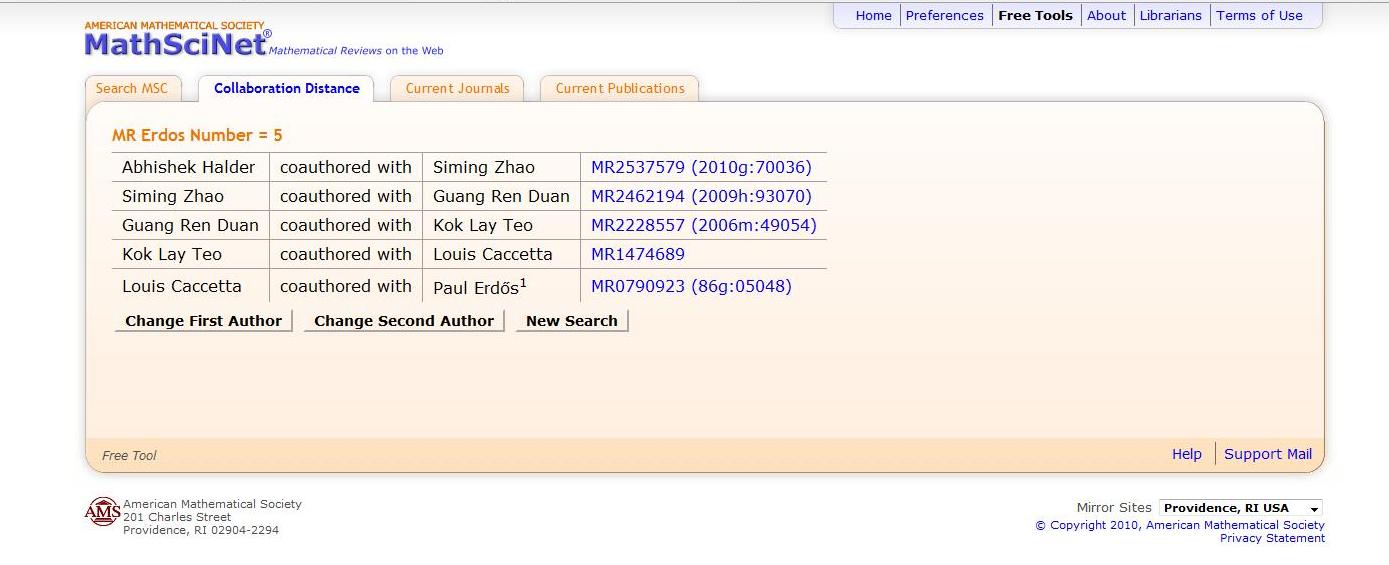 Home Preferences Free Tools About Librarians Terms of Use
AMERICAN MATHEMATICAL SOCIETY
MathSciNet® Mathematical Reviews on the Web
Search MSC Collaboration Distance Current Journals Current Publications
MR Erdos Number = 5
Abhishek Halder coauthored with Siming Zhao MR2537579 (2010g:70036)
Siming Zhao coauthored with Guang Ren Duan MR2462194 (2009h:93070)
Guang Ren Duan coauthored with Kok Lay Teo MR2228557 (2006m:49054)
Kok Lay Teo coauthored with Louis Caccetta MR1474689
Louis Caccetta coauthored with Paul Erdős1 MR0790923 (86g:05048)
Change First Author Change Second Author New Search
Free Tool Help Support Mail
AMS
American Mathematical Society
201 Charles Street
Providence, RI 02904-2294
Mirror Sites Providence, RI USA
© Copyright 2010, American Mathematical Society
Privacy Statement